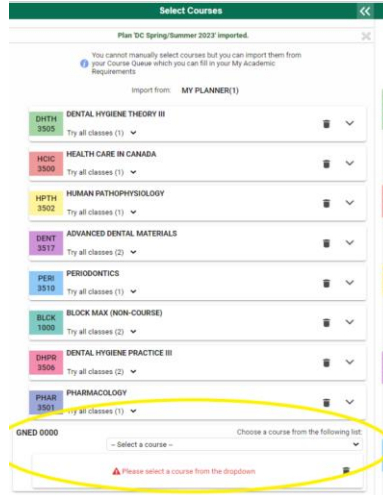 Select Courses
Plan 'DC Spring/Summer 2023' imported.
You cannot manually select courses but you can import them from
your Course Queue which you can fill in your My Academic
Requirements
Import from: MY PLANNER(1)
DHTH
3505
DENTAL HYGIENE THEORY III
Try all classes (1)
HCIC
3500
HEALTH CARE IN CANADA
Try all classes (1)
HPTH
3502
HUMAN PATHOPHYSIOLOGY
Try all classes (1)
DENT
3517
ADVANCED DENTAL MATERIALS
Try all classes (2)
PERI
3510
PERIODONTICS
Try all classes (1)
BLCK
1000
BLOCK MAX (NON-COURSE)
Try all classes (2)
DHPR
3506
DENTAL HYGIENE PRACTICE III
Try all classes (2)
PHAR
3501
PHARMACOLOGY
Try all classes (1)
GNED 0000
Choose a course from the following list:
-- Select a course --
Please select a course from the dropdown